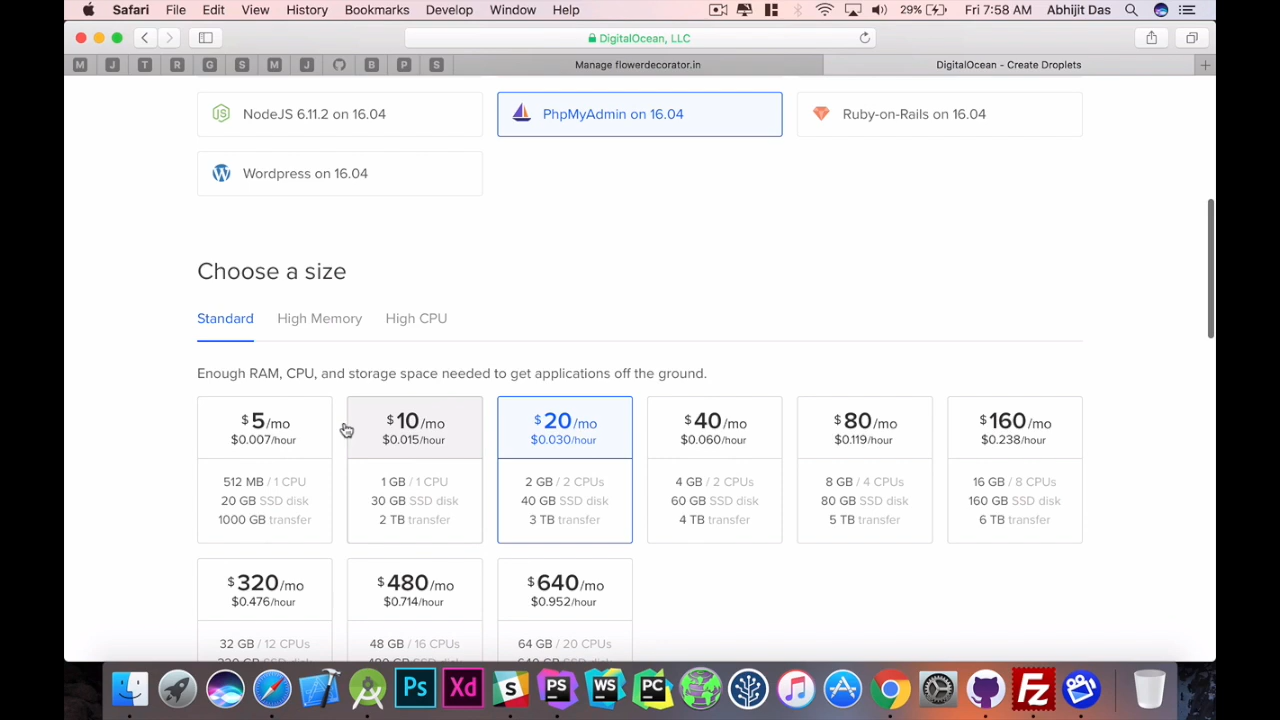 Safari File Edit View History Bookmarks Develop Window Help 29% Fri 7:58 AM Abhijit Das
DigitalOcean, LLC
M J T R G S M J B P S Manage flowerdecorator.in DigitalOcean - Create Droplets
NodeJS 6.11.2 on 16.04 PhpMyAdmin on 16.04 Ruby-on-Rails on 16.04
Wordpress on 16.04
Choose a size
Standard High Memory High CPU
Enough RAM, CPU, and storage space needed to get applications off the ground.
$ 5/mo $ 10/mo $ 20/mo $ 40/mo $ 80/mo $ 160/mo
$0.007/hour $0.015/hour $0.030/hour $0.060/hour $0.119/hour $0.238/hour
512 MB / 1 CPU 1 GB / 1 CPU 2 GB / 2 CPUs 4 GB / 2 CPUs 8 GB / 4 CPUs 16 GB / 8 CPUs
20 GB SSD disk 30 GB SSD disk 40 GB SSD disk 60 GB SSD disk 80 GB SSD disk 160 GB SSD disk
1000 GB transfer 2 TB transfer 3 TB transfer 4 TB transfer 5 TB transfer 6 TB transfer
$ 320/mo $ 480/mo $ 640/mo
$0.476/hour $0.714/hour $0.952/hour
32 GB / 12 CPUs 48 GB / 16 CPUs 64 GB / 20 CPUs
Ps Xd S PS WS PC Fz